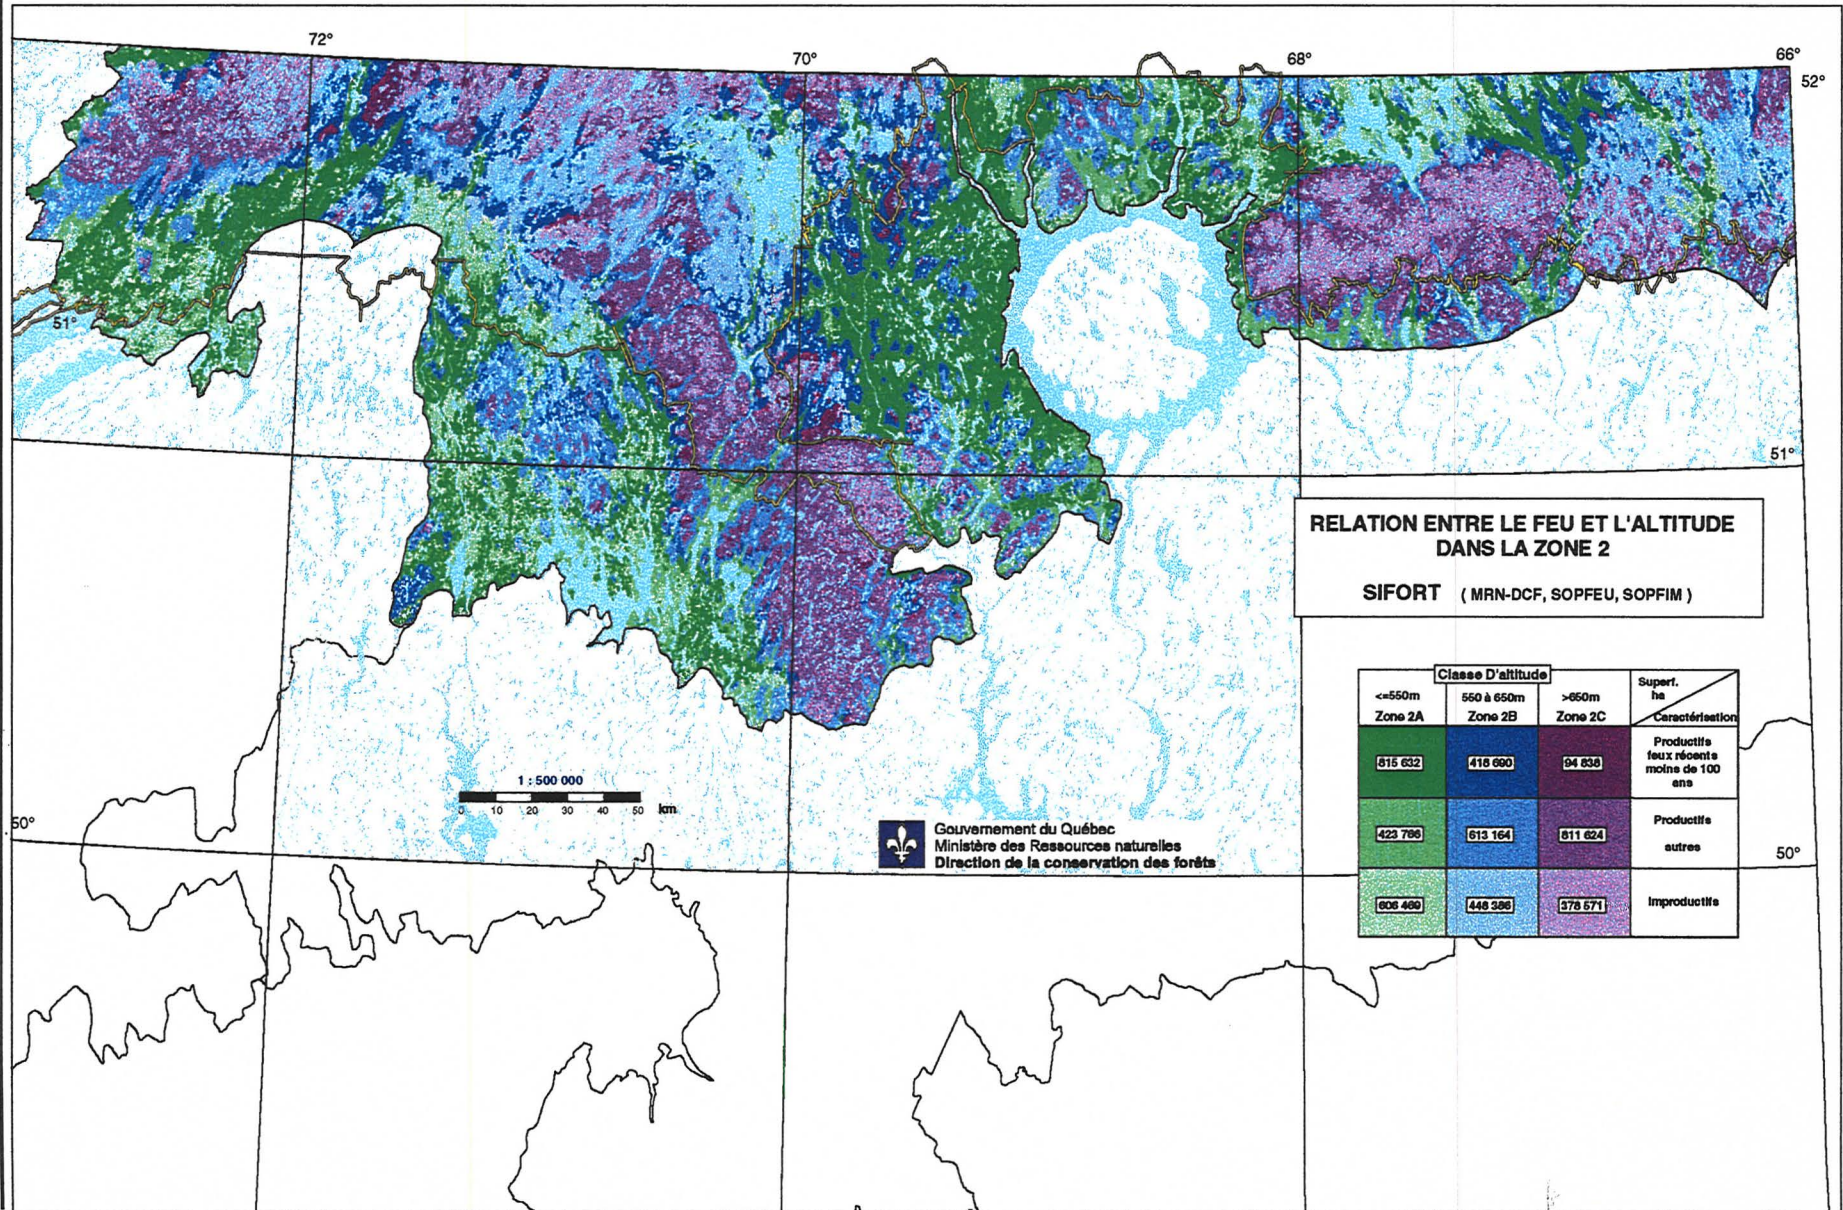 72°
70°
68°
66°
52°
51°
51°
RELATION ENTRE LE FEU ET L'ALTITUDE
DANS LA ZONE 2
SIFORT ( MRN-DCF, SOPFEU, SOPFIM )
Classe D'altitude
<=550m
550 à 650m
>650m
Superf.
ha
Zone 2A
Zone 2B
Zone 2C
Caractérisation
815 632
94 838
Productifs
feux récents
moins de 100
ans
613 164
811 624
Productifs
autres
448 386
378 571
Improductifs
1 : 500 000
0 10 20 30 40 50 km
Gouvernement du Québec
Ministère des Ressources naturelles
Direction de la conservation des forêts
50°
50°